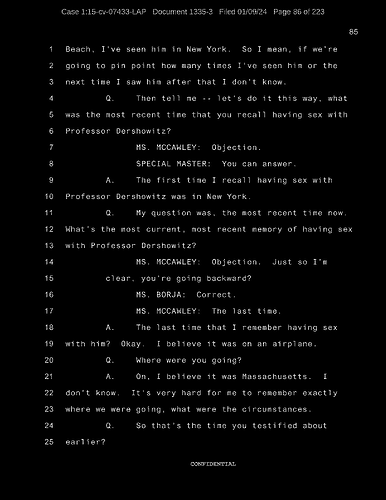 Case 1:15-cv-07433-LAP Document 1335-3 Filed 01/09/24 Page 86 of 223
85
1 Beach, I've seen him in New York. So I mean, if we're
2 going to pin point how many times I've seen him or the
3 next time I saw him after that I don't know.
4 Q. Then tell me -- let's do it this way, what
5 was the most recent time that you recall having sex with
6 Professor Dershowitz?
7 MS. MCCAWLEY: Objection.
8 SPECIAL MASTER: You can answer.
9 A. The first time I recall having sex with
10 Professor Dershowitz was in New York.
11 Q. My question was, the most recent time now.
12 What's the most current, most recent memory of having sex
13 with Professor Dershowitz?
14 MS. MCCAWLEY: Objection. Just so I'm
15 clear, you're going backward?
16 MS. BORJA: Correct.
17 MS. MCCAWLEY: The last time.
18 A. The last time that I remember having sex
19 with him? Okay. I believe it was on an airplane.
20 Q. Where were you going?
21 A. On, I believe it was Massachusetts. I
22 don't know. It's very hard for me to remember exactly
23 where we were going, what were the circumstances.
24 Q. So that's the time you testified about
25 earlier?
CONFIDENTIAL